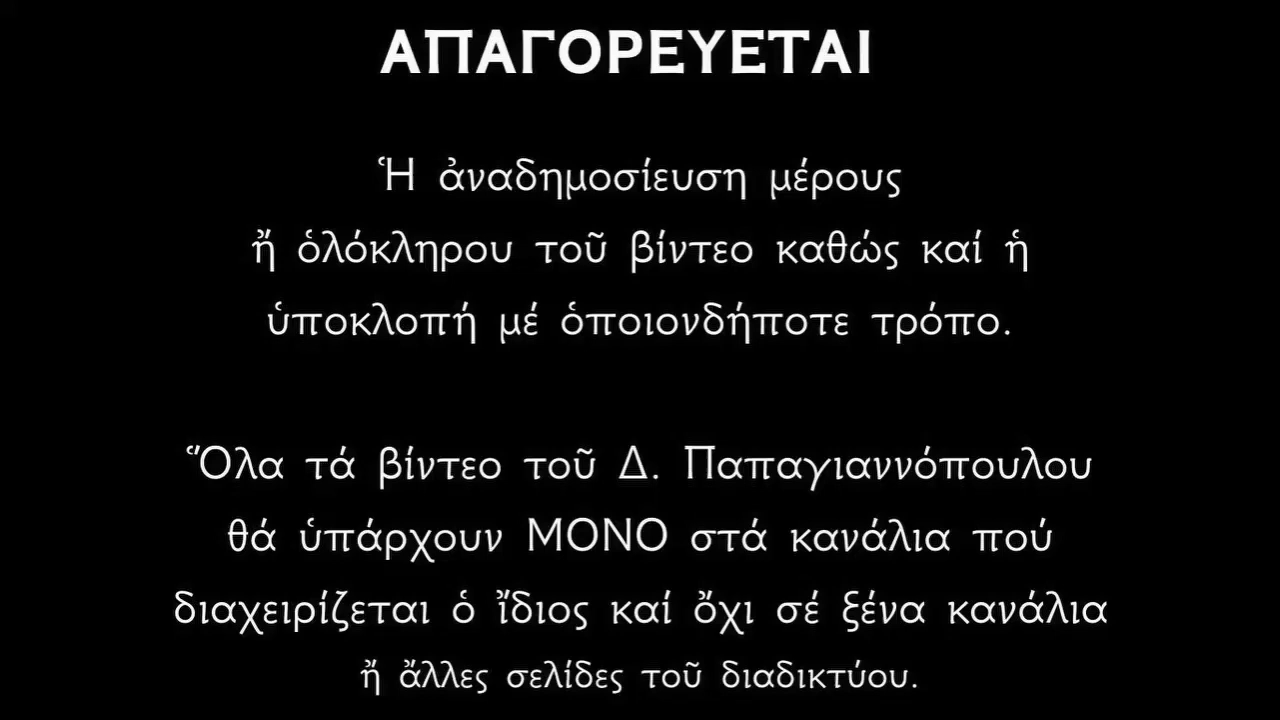 ΑΠΑΓΟΡΕΥΕΤΑΙ
Ἡ ἀναδημοσίευση μέρους
ἤ ὁλόκληρου τοῦ βίντεο καθώς καί ἡ
ὑποκλοπή μέ ὁποιονδήποτε τρόπο.
Ὅλα τά βίντεο τοῦ Δ. Παπαγιαννόπουλου
θά ὑπάρχουν ΜΟΝΟ στά κανάλια πού
διαχειρίζεται ὁ ἴδιος καί ὄχι σέ ξένα κανάλια
ἤ ἄλλες σελίδες τοῦ διαδικτύου.